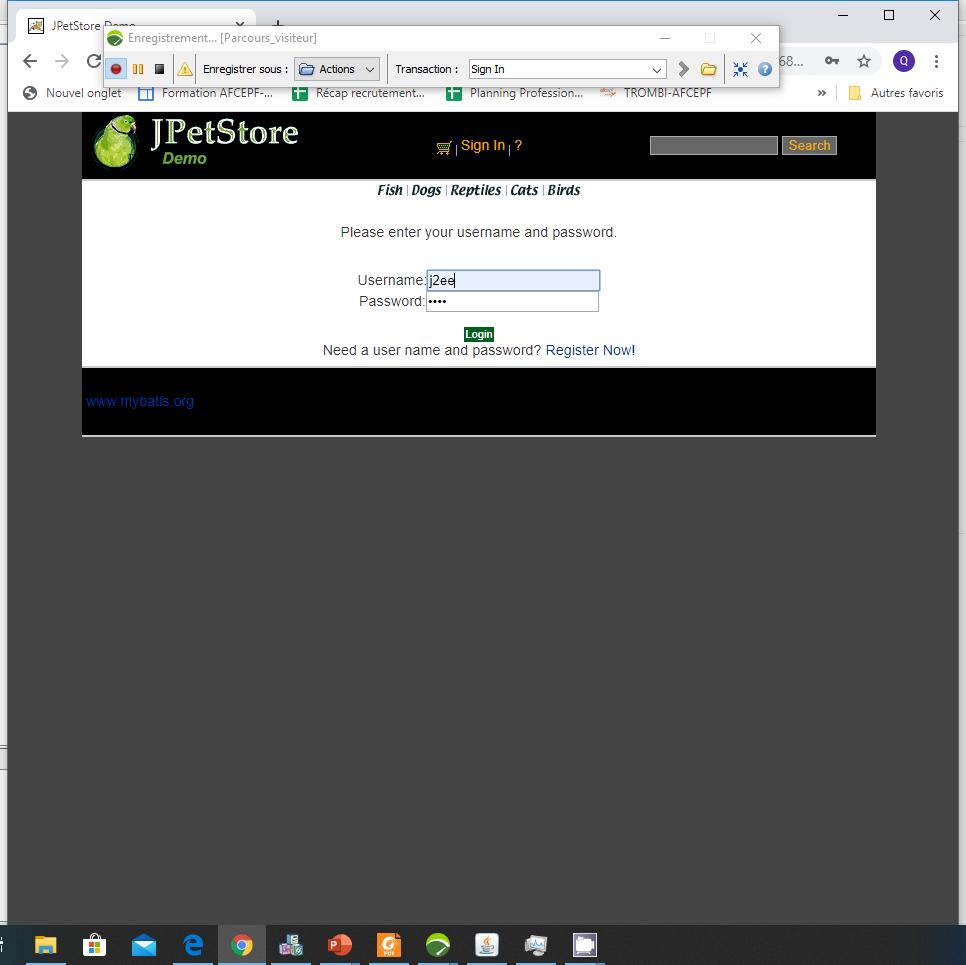 JPetStore Demo
Enregistrement... [Parcours_visiteur]
Enregistrer sous : Actions Transaction : Sign In
68... Q
Nouvel onglet Formation AFCEPF-... Récap recrutement... Planning Profession... TROMBI-AFCEPF » Autres favoris
JPetStore
Demo
Sign In | ? Search
Fish | Dogs | Reptiles | Cats | Birds
Please enter your username and password.
Username: j2ee
Password: ••••
Login
Need a user name and password? Register Now!
www.mybatis.org